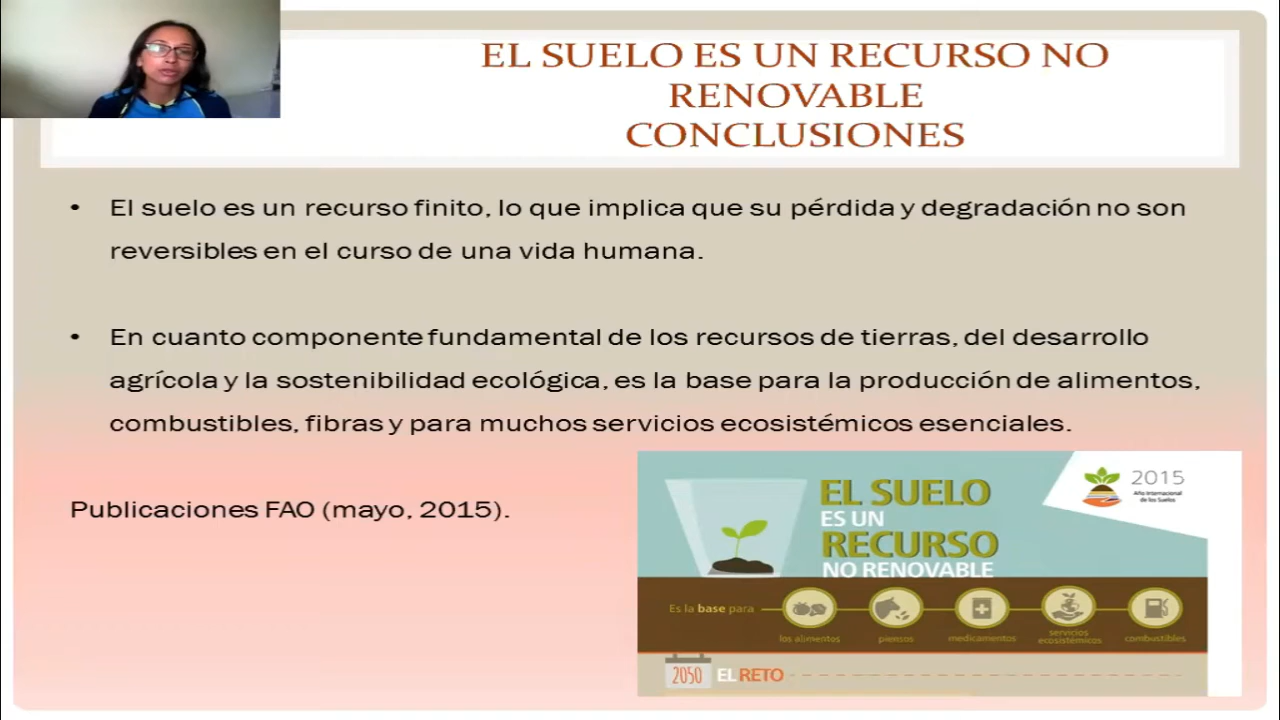 EL SUELO ES UN RECURSO NO
RENOVABLE
CONCLUSIONES
• El suelo es un recurso finito, lo que implica que su pérdida y degradación no son
reversibles en el curso de una vida humana.
• En cuanto componente fundamental de los recursos de tierras, del desarrollo
agrícola y la sostenibilidad ecológica, es la base para la producción de alimentos,
combustibles, fibras y para muchos servicios ecosistémicos esenciales.
Publicaciones FAO (mayo, 2015).
EL SUELO
ES UN
RECURSO
NO RENOVABLE
2015
Año Internacional
de los Suelos
Es la base para
los alimentos
piensos
medicamentos
servicios
ecosistémicos
combustibles
2050 EL RETO